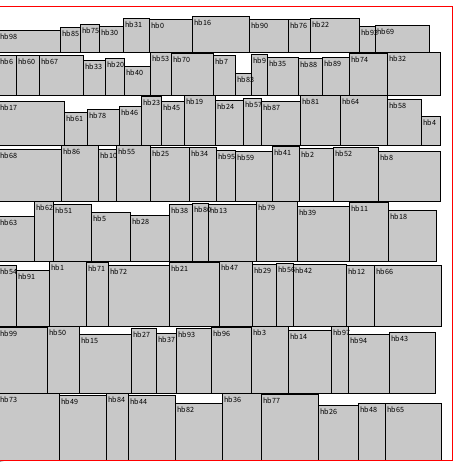 hb98 hb85 hb75 hb30 hb31 hb0 hb16 hb90 hb76 hb22 hb69
hb6 hb60 hb67 hb33 hb20 hb40 hb53 hb70 hb7 hb83 hb9 hb35 hb88 hb89 hb74 hb32
hb17 hb61 hb78 hb46 hb23 hb45 hb19 hb24 hb57 hb87 hb81 hb64 hb58 hb4
hb68 hb86 hb10 hb55 hb25 hb34 hb95 hb59 hb41 hb2 hb52 hb8
hb63 hb62 hb51 hb5 hb28 hb38 hb80 hb13 hb79 hb39 hb11 hb18
hb54 hb91 hb1 hb71 hb72 hb21 hb47 hb29 hb42 hb12 hb66
hb99 hb50 hb15 hb27 hb37 hb93 hb96 hb3 hb14 hb97 hb94 hb43
hb73 hb49 hb84 hb44 hb82 hb36 hb77 hb26 hb48 hb65